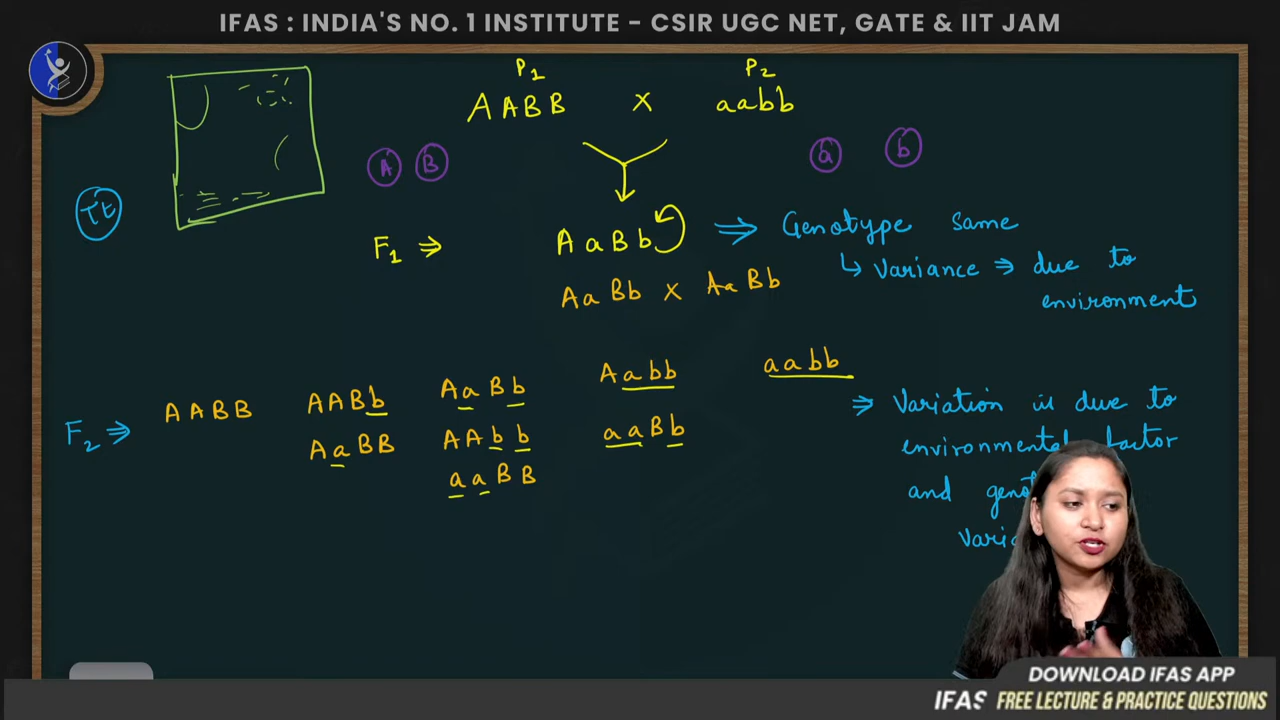 IFAS : INDIA'S NO. 1 INSTITUTE - CSIR UGC NET, GATE & IIT JAM
P1 P2
AABB x aabb
A B a b
Tt
F1 ⇒ AaBb ⇒ Genotype same
↳ Variance ⇒ due to
environment
AaBb x AaBb
F2 ⇒ AABB AABb AaBb Aabb aabb
AaBB AAbb aaBb
aaBB
⇒ Variation is due to
environmental factor
and
DOWNLOAD IFAS APP
IFAS FREE LECTURE & PRACTICE QUESTIONS